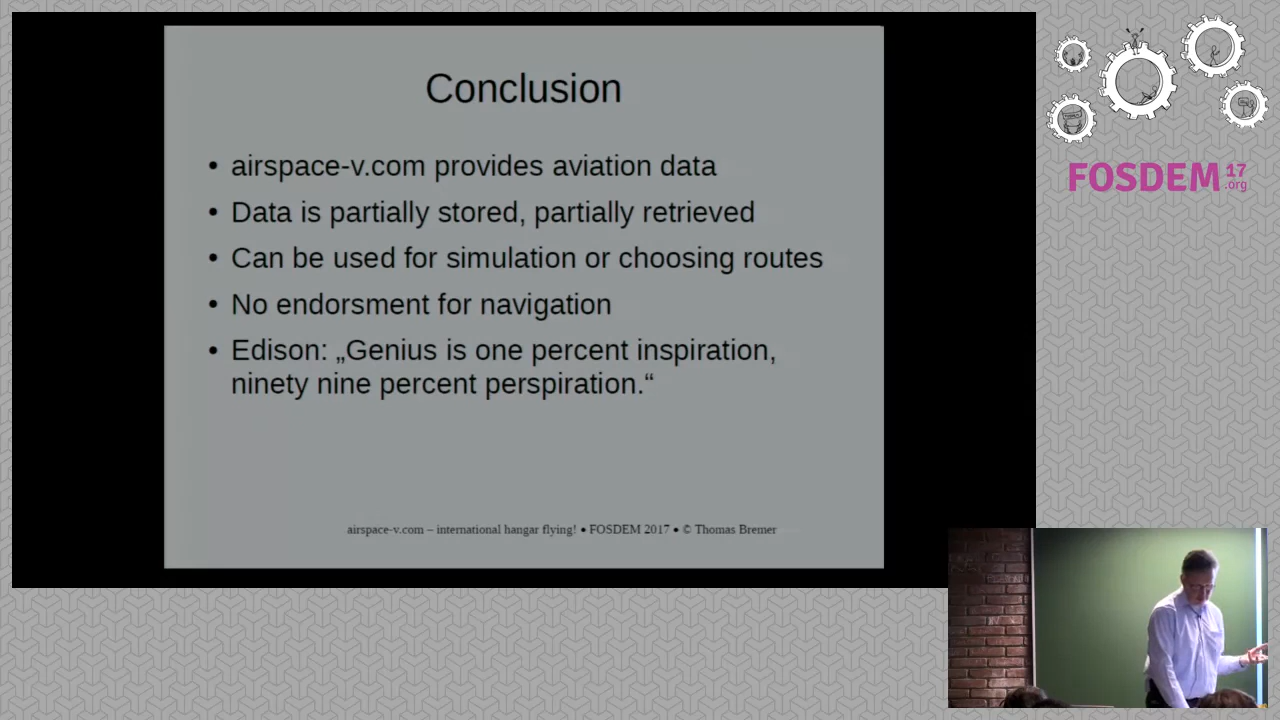 Conclusion
• airspace-v.com provides aviation data
• Data is partially stored, partially retrieved
• Can be used for simulation or choosing routes
• No endorsment for navigation
• Edison: „Genius is one percent inspiration,
ninety nine percent perspiration.“
airspace-v.com – international hangar flying! • FOSDEM 2017 • © Thomas Bremer
FOSDEM 17
.org